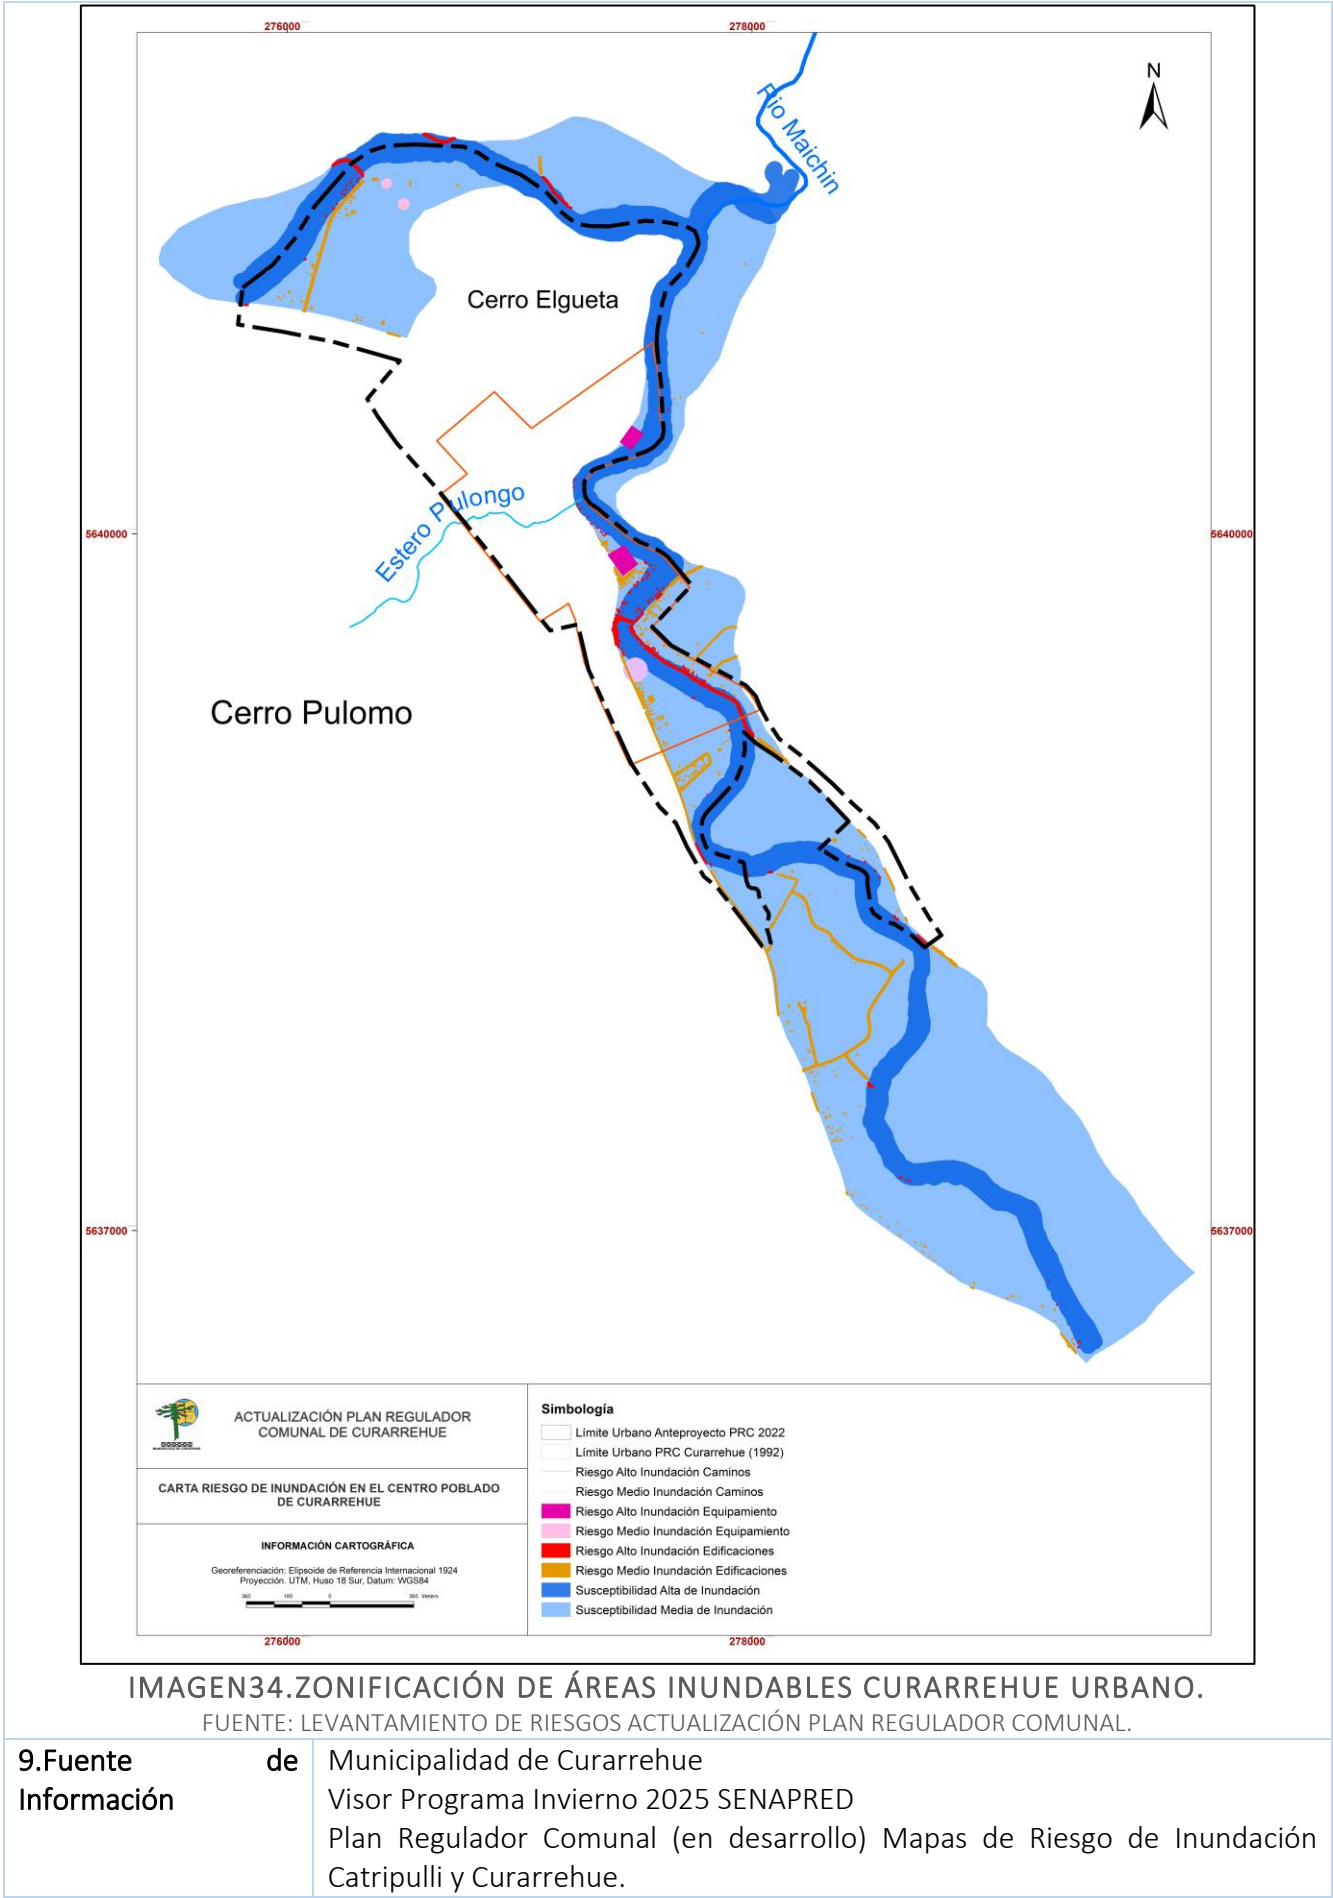 276000
278000
N
Rio Maichin
Cerro Elgueta
Estero Pulongo
5640000
5640000
Cerro Pulomo
5637000
5637000
ACTUALIZACIÓN PLAN REGULADOR
COMUNAL DE CURARREHUE
CARTA RIESGO DE INUNDACIÓN EN EL CENTRO POBLADO
DE CURARREHUE
INFORMACIÓN CARTOGRÁFICA
Georeferenciación: Elipsoide de Referencia Internacional 1924
Proyección. UTM, Huso 18 Sur, Datum: WGS84
360 180 0 360 Meters
Simbología
Límite Urbano Anteproyecto PRC 2022
Límite Urbano PRC Curarrehue (1992)
Riesgo Alto Inundación Caminos
Riesgo Medio Inundación Caminos
Riesgo Alto Inundación Equipamiento
Riesgo Medio Inundación Equipamiento
Riesgo Alto Inundación Edificaciones
Riesgo Medio Inundación Edificaciones
Susceptibilidad Alta de Inundación
Susceptibilidad Media de Inundación
276000
278000
IMAGEN34.ZONIFICACIÓN DE ÁREAS INUNDABLES CURARREHUE URBANO.
FUENTE: LEVANTAMIENTO DE RIESGOS ACTUALIZACIÓN PLAN REGULADOR COMUNAL.
9.Fuente de
Información
Municipalidad de Curarrehue
Visor Programa Invierno 2025 SENAPRED
Plan Regulador Comunal (en desarrollo) Mapas de Riesgo de Inundación
Catripulli y Curarrehue.